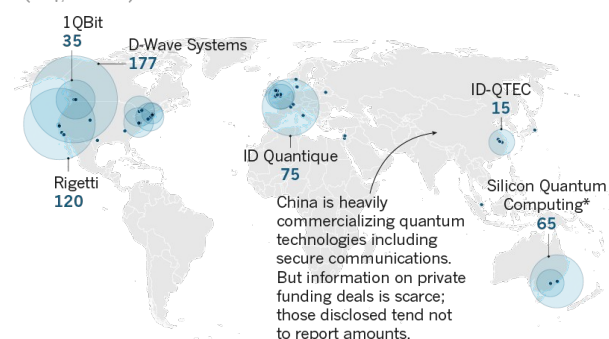 1QBit
35
D-Wave Systems
177
ID-QTEC
15
ID Quantique
75
Rigetti
120
Silicon Quantum
Computing*
65
China is heavily
commercializing quantum
technologies including
secure communications.
But information on private
funding deals is scarce;
those disclosed tend not
to report amounts.